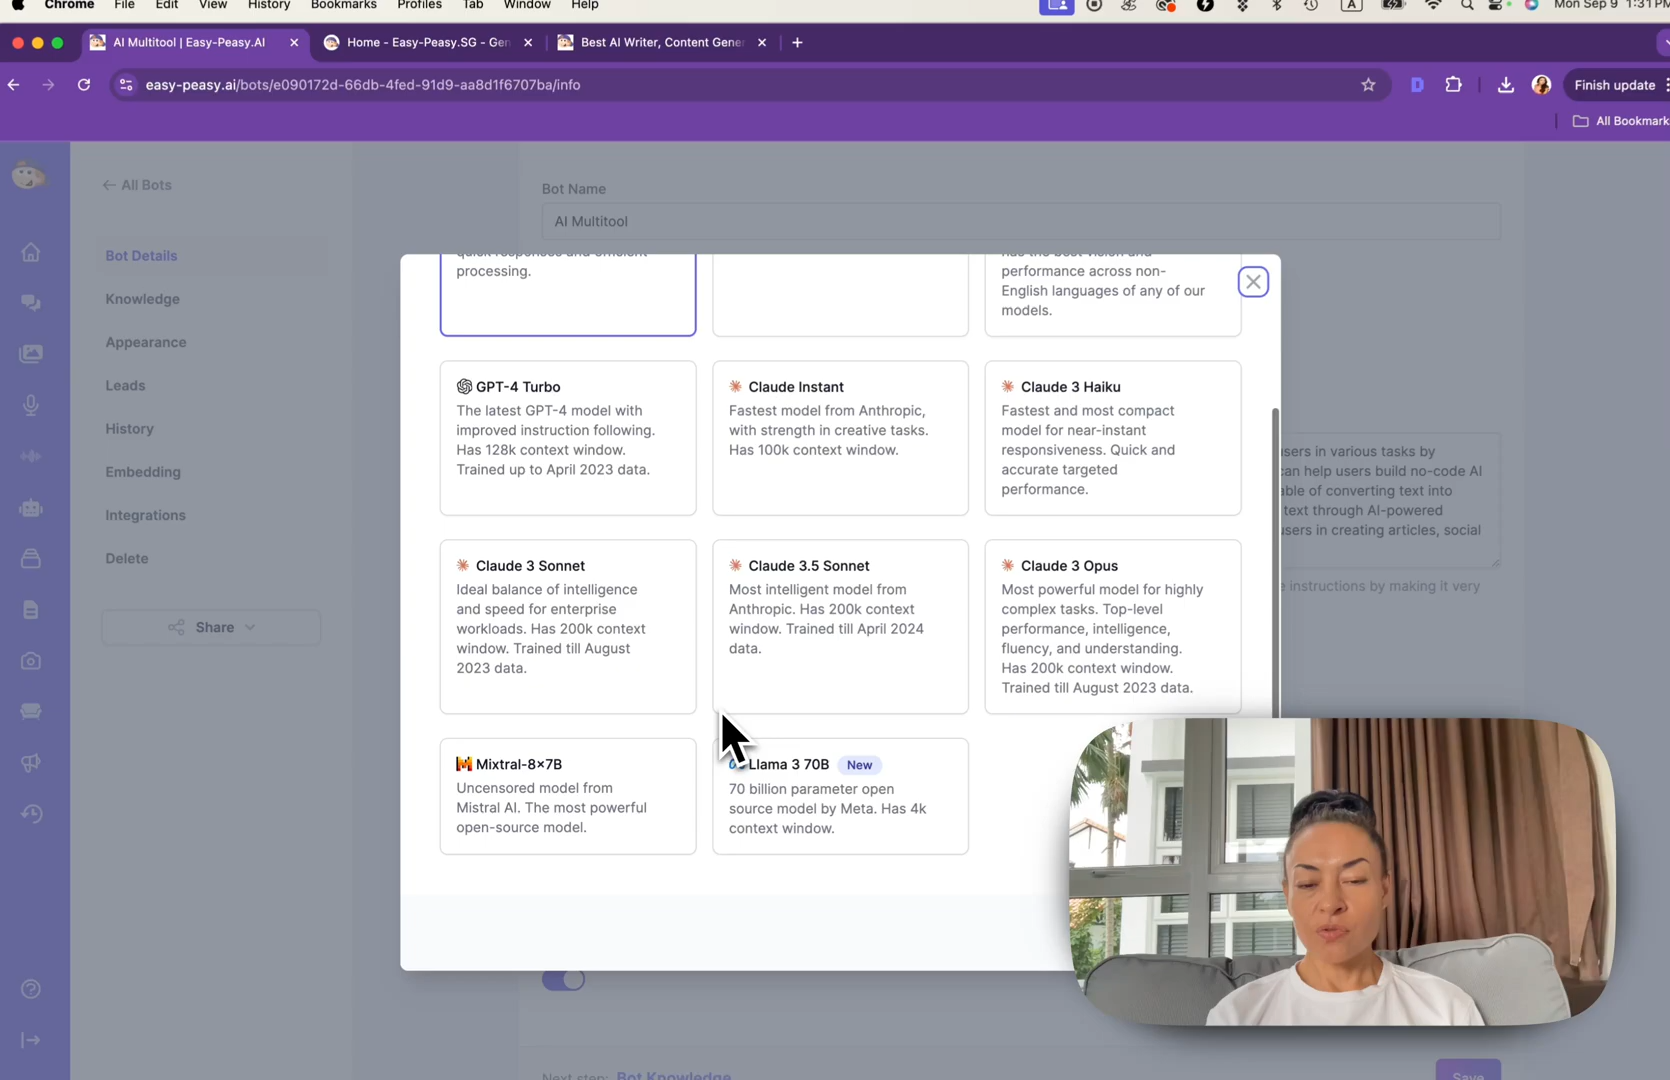 Chrome File Edit View History Bookmarks Profiles Tab Window Help
A
Mon Sep 9 1:31PM
AI Multitool | Easy-Peasy.AI
Home - Easy-Peasy.SG - Gen
Best AI Writer, Content Gener
easy-peasy.ai/bots/e090172d-66db-4fed-91d9-aa8d1f6707ba/info
D
Finish update
All Bookmark
← All Bots
Bot Details
Knowledge
Appearance
Leads
History
Embedding
Integrations
Delete
Share
Bot Name
AI Multitool
processing.
performance across non-
English languages of any of our
models.
GPT-4 Turbo
The latest GPT-4 model with
improved instruction following.
Has 128k context window.
Trained up to April 2023 data.
Claude Instant
Fastest model from Anthropic,
with strength in creative tasks.
Has 100k context window.
Claude 3 Haiku
Fastest and most compact
model for near-instant
responsiveness. Quick and
accurate targeted
performance.
Claude 3 Sonnet
Ideal balance of intelligence
and speed for enterprise
workloads. Has 200k context
window. Trained till August
2023 data.
Claude 3.5 Sonnet
Most intelligent model from
Anthropic. Has 200k context
window. Trained till April 2024
data.
Claude 3 Opus
Most powerful model for highly
complex tasks. Top-level
performance, intelligence,
fluency, and understanding.
Has 200k context window.
Trained till August 2023 data.
Mixtral-8x7B
Uncensored model from
Mistral AI. The most powerful
open-source model.
Llama 3 70B New
70 billion parameter open
source model by Meta. Has 4k
context window.
sers in various tasks by
can help users build no-code AI
ble of converting text into
text through AI-powered
sers in creating articles, social
instructions by making it very
Next step: Bot Knowledge
Save